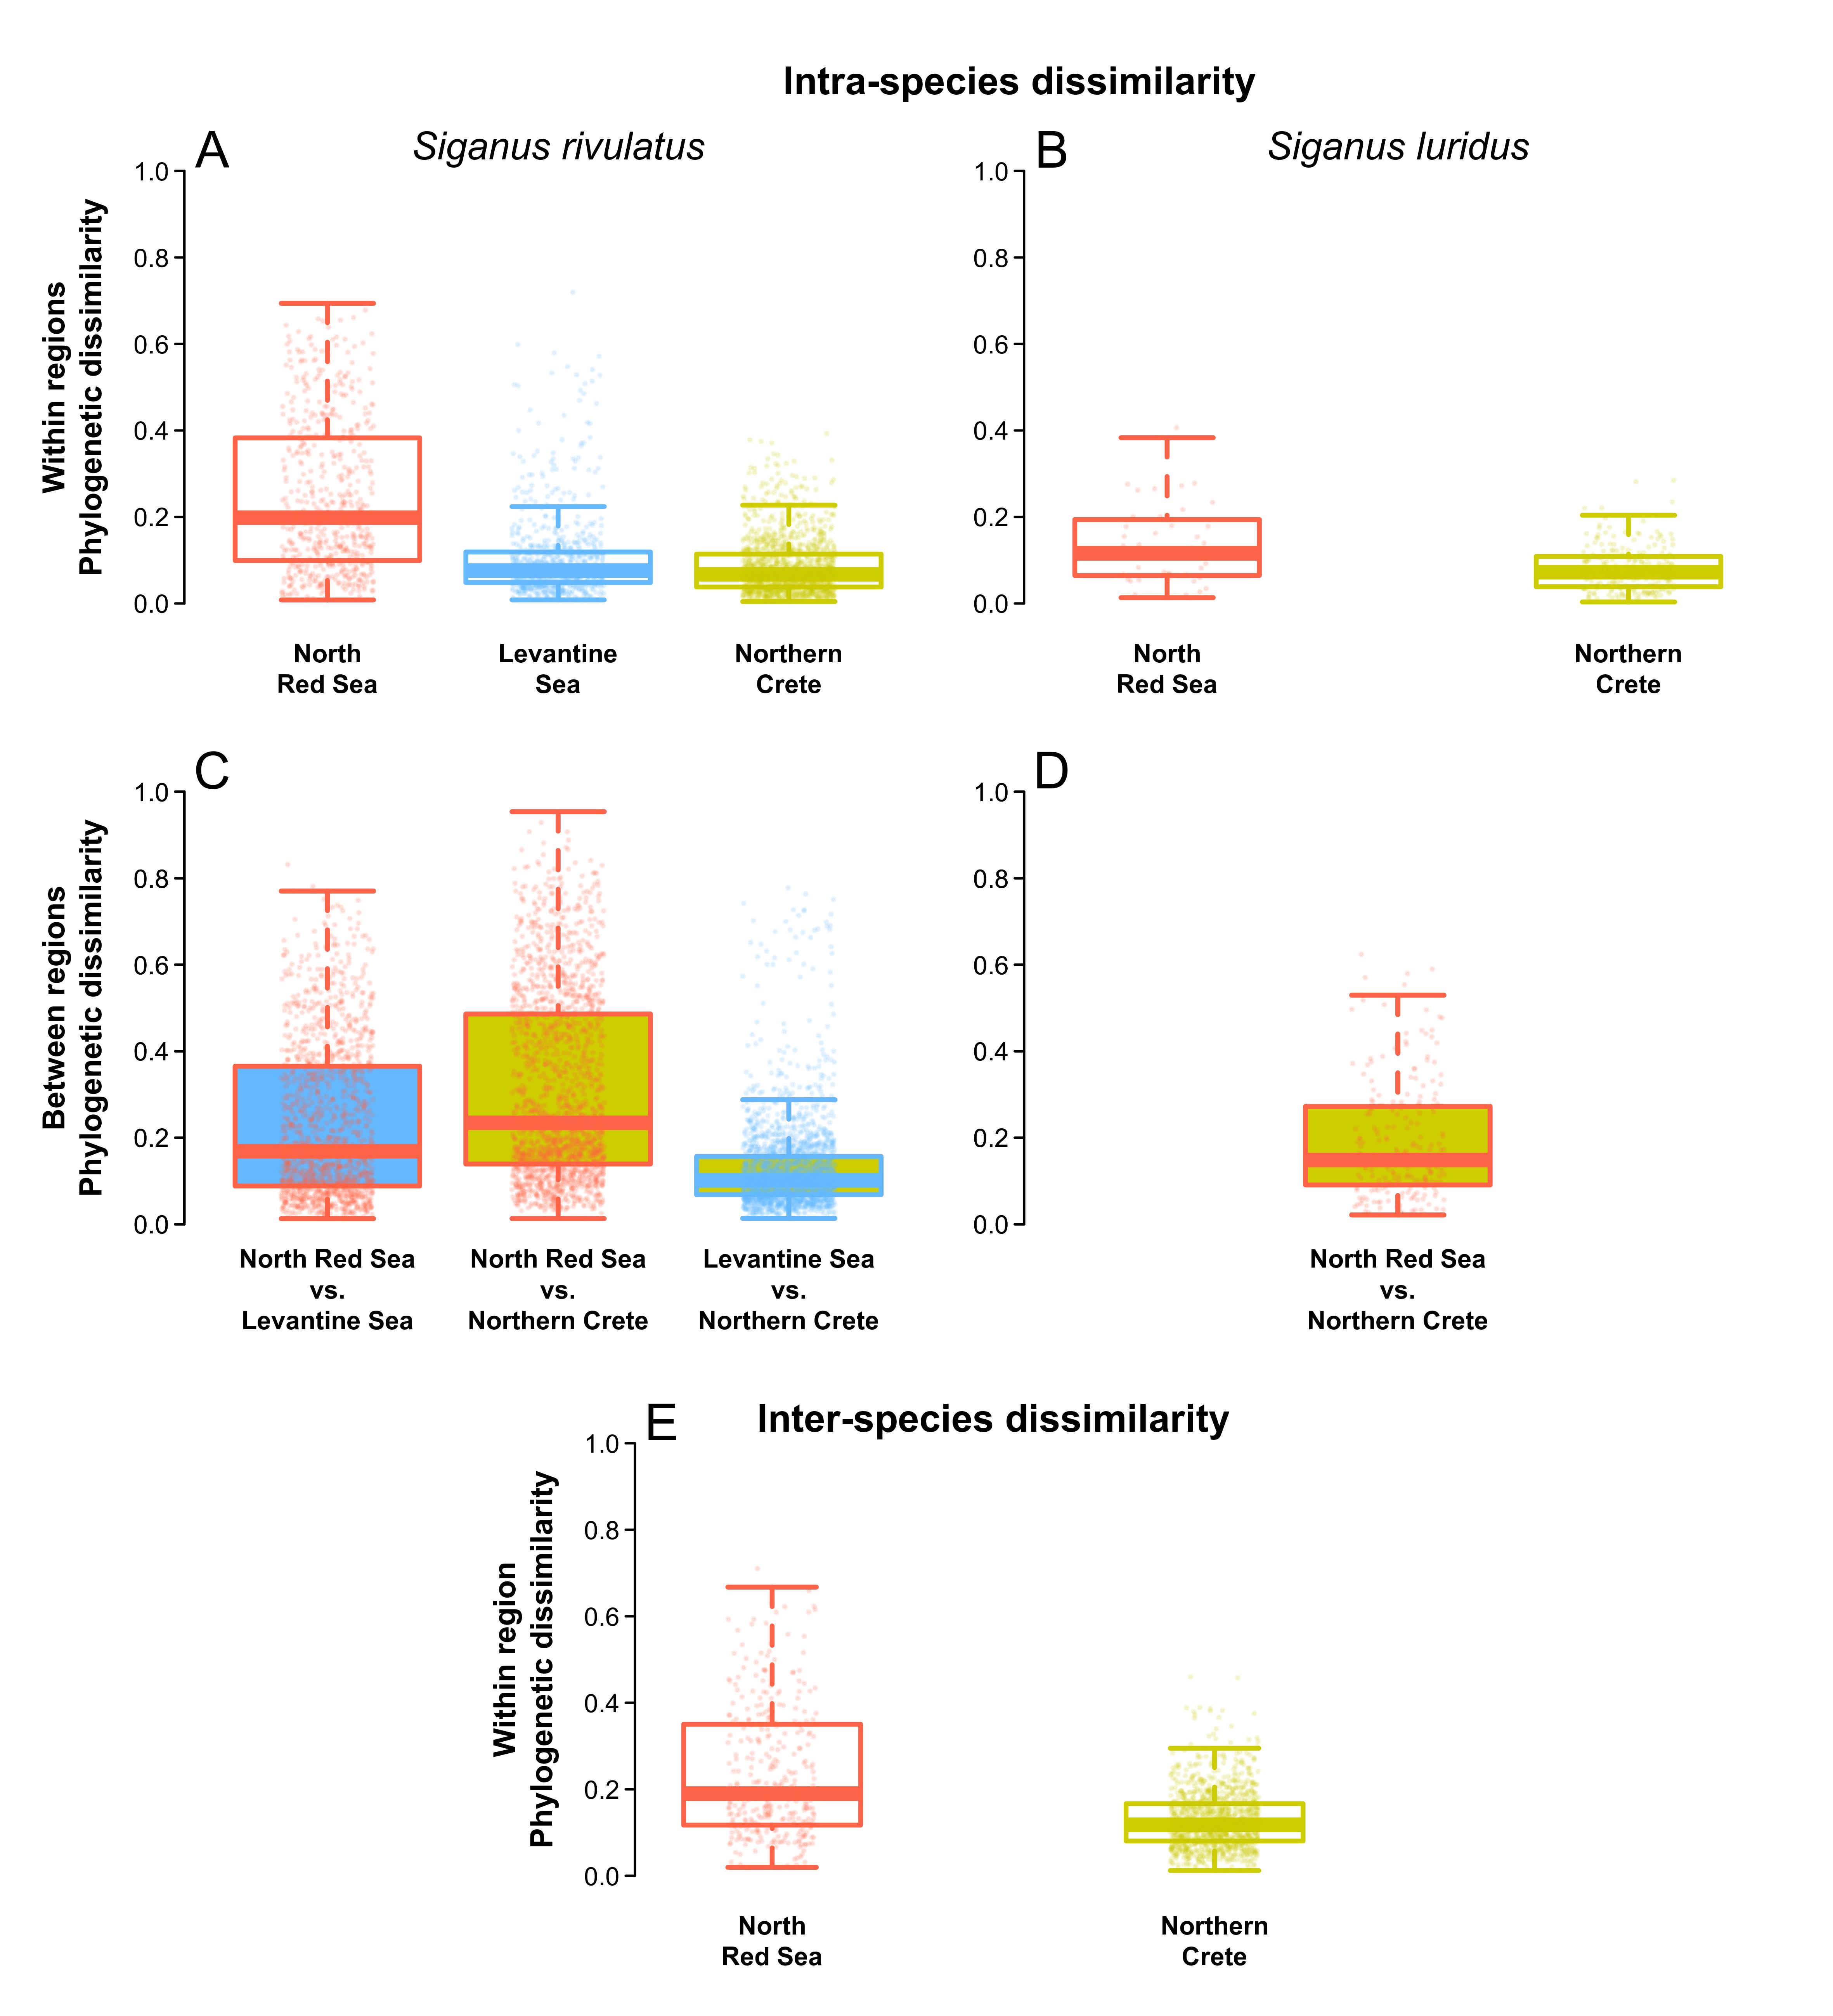 Intra-species dissimilarity
A
Siganus rivulatus
B
Siganus luridus
Within regions
Phylogenetic dissimilarity
1.0
0.8
0.6
0.4
0.2
0.0
North
Red Sea
Levantine
Sea
Northern
Crete
1.0
0.8
0.6
0.4
0.2
0.0
North
Red Sea
Northern
Crete
C
Between regions
Phylogenetic dissimilarity
1.0
0.8
0.6
0.4
0.2
0.0
North Red Sea
vs.
Levantine Sea
North Red Sea
vs.
Northern Crete
Levantine Sea
vs.
Northern Crete
D
1.0
0.8
0.6
0.4
0.2
0.0
North Red Sea
vs.
Northern Crete
E
Inter-species dissimilarity
Within region
Phylogenetic dissimilarity
1.0
0.8
0.6
0.4
0.2
0.0
North
Red Sea
Northern
Crete